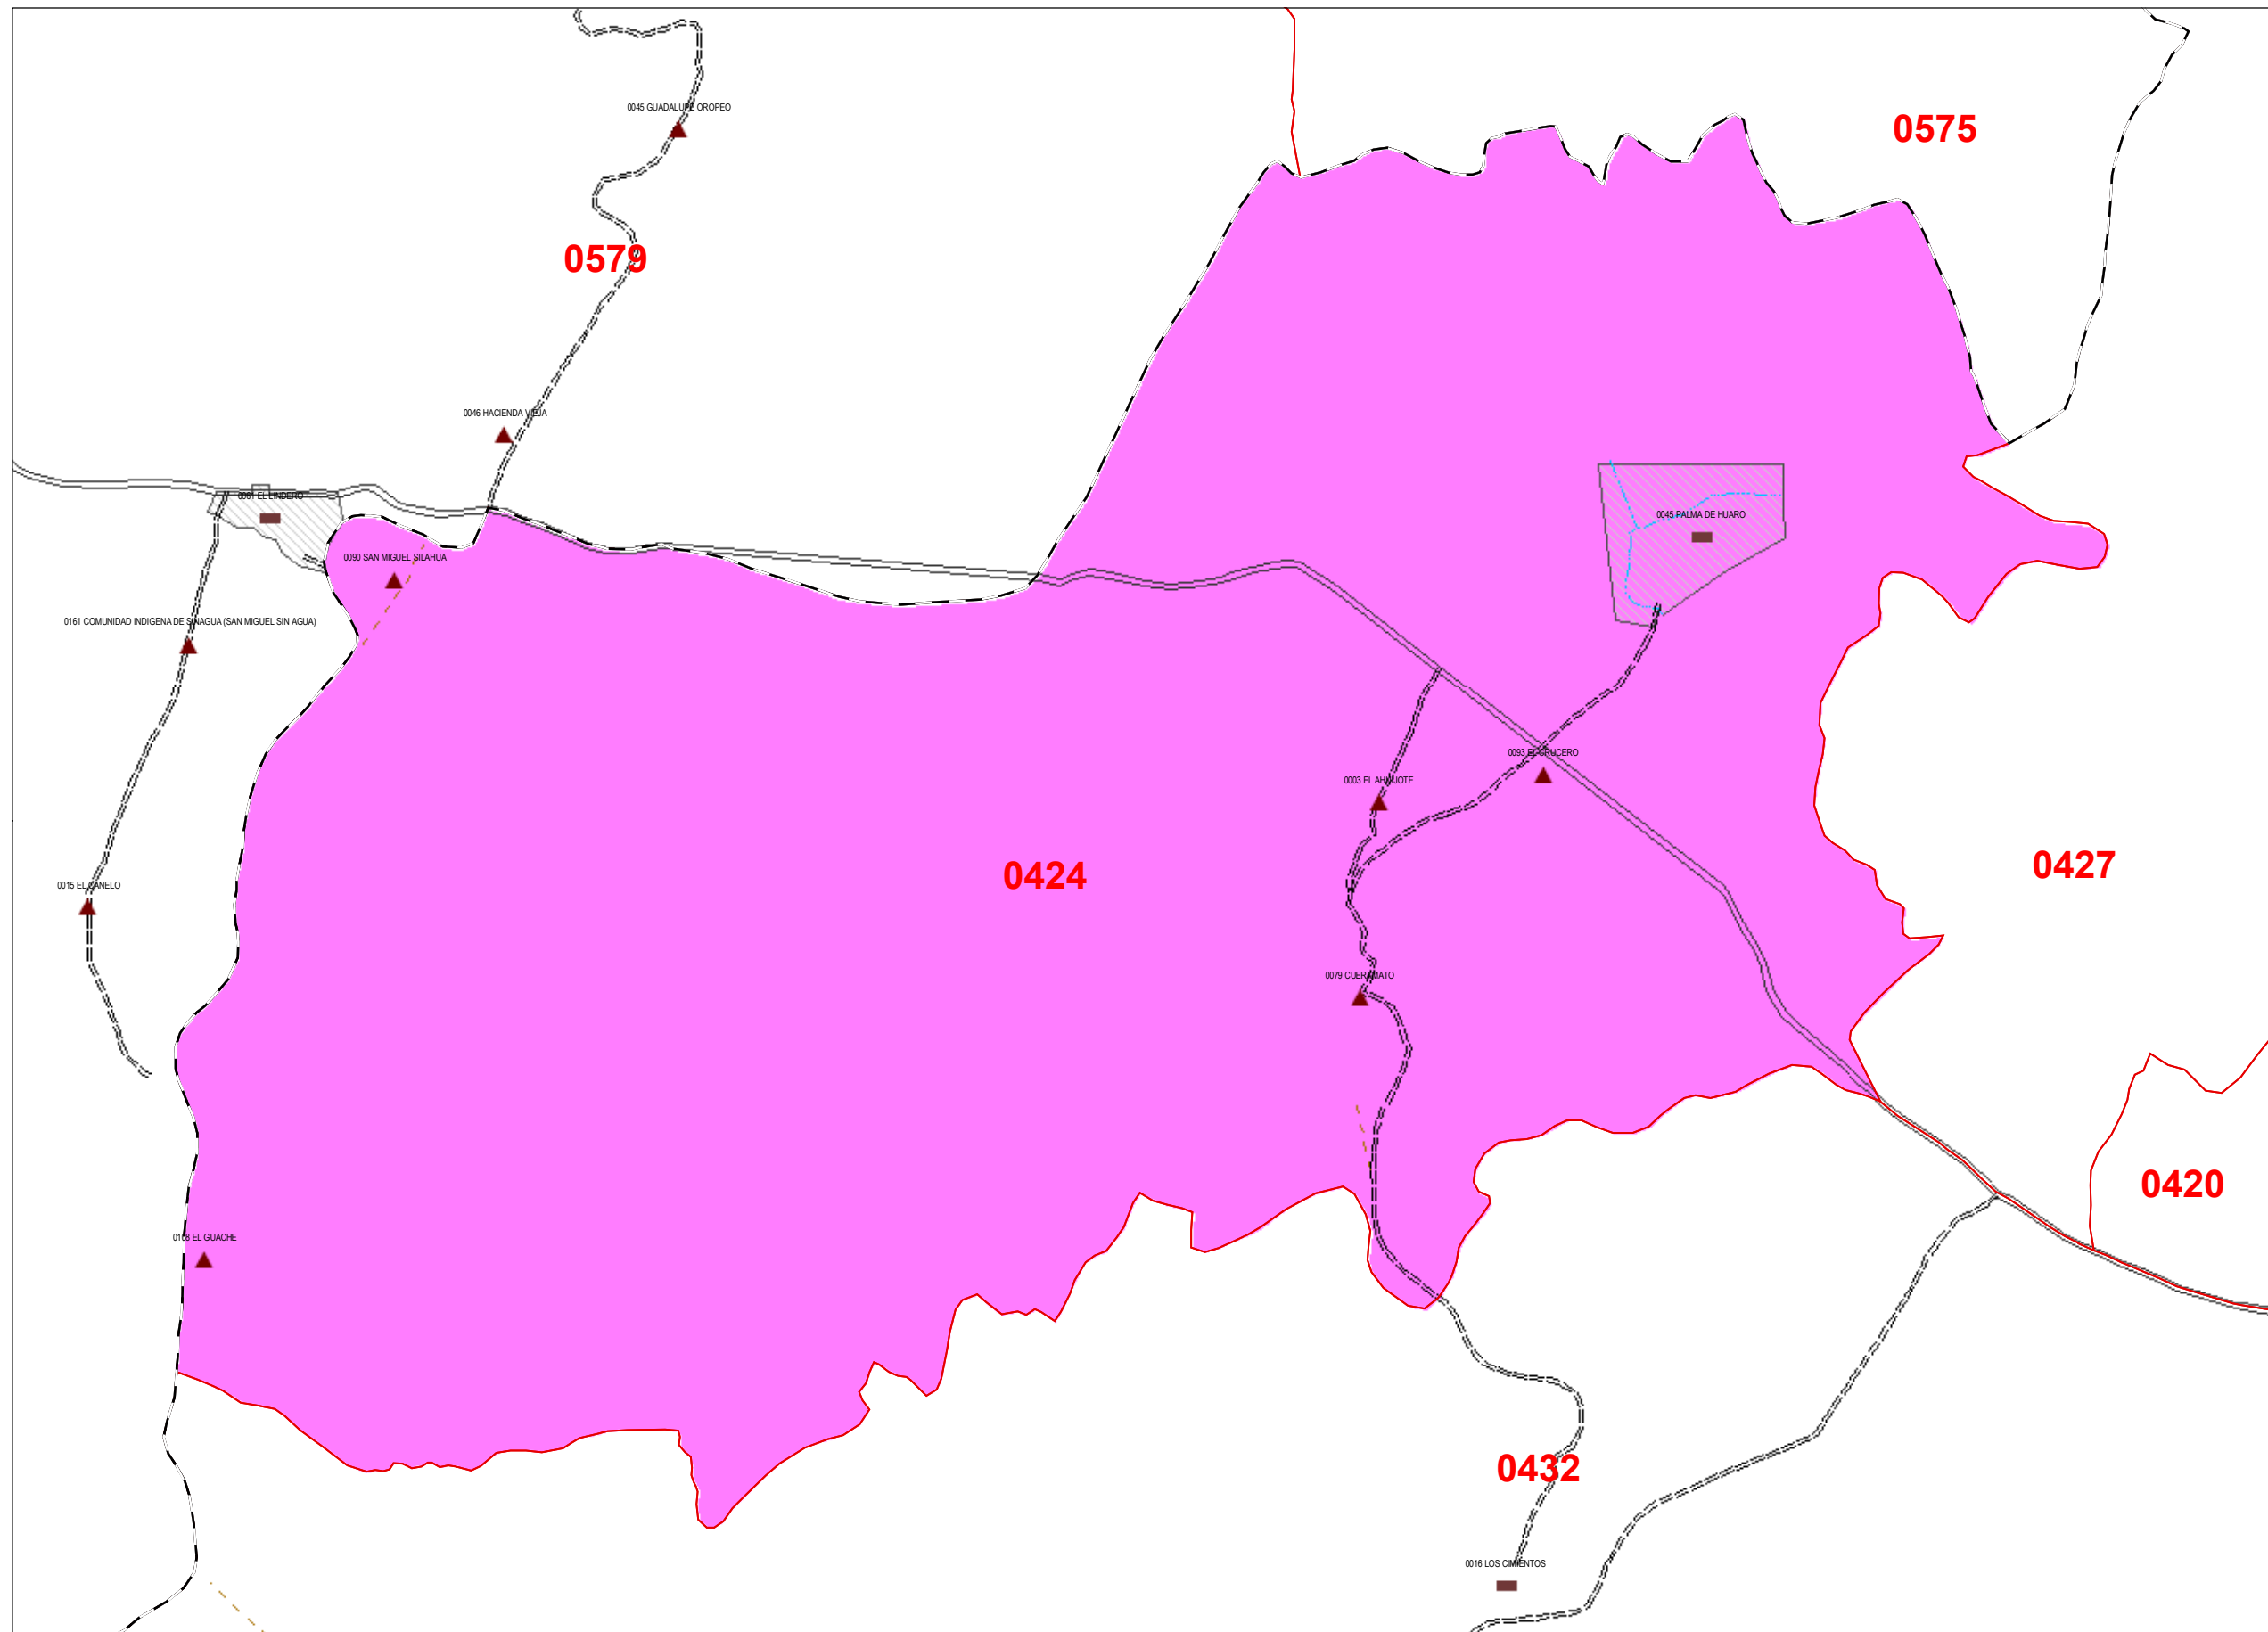 0045 GUADALUPE OROPEO
0575
0579
0046 HACIENDA VIEJA
0061 EL LINDERO
0045 PALMA DE HUARO
0090 SAN MIGUEL SILAHUA
0161 COMUNIDAD INDIGENA DE SINAGUA (SAN MIGUEL SIN AGUA)
0093 EL CRUCERO
0003 EL AHUIJOTE
0424
0427
0015 EL CANELO
0079 CUERAMATO
0420
0108 EL GUACHE
0432
0016 LOS CIMIENTOS